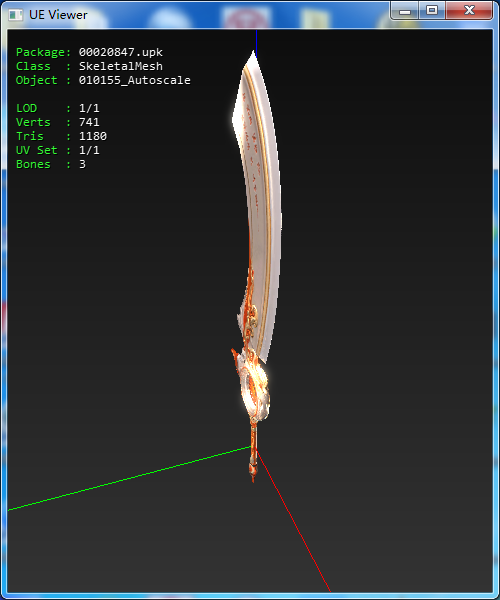 UE Viewer
Package: 00020847.upk
Class : SkeletalMesh
Object : 010155_Autoscale
LOD : 1/1
Verts : 741
Tris : 1180
UV Set : 1/1
Bones : 3